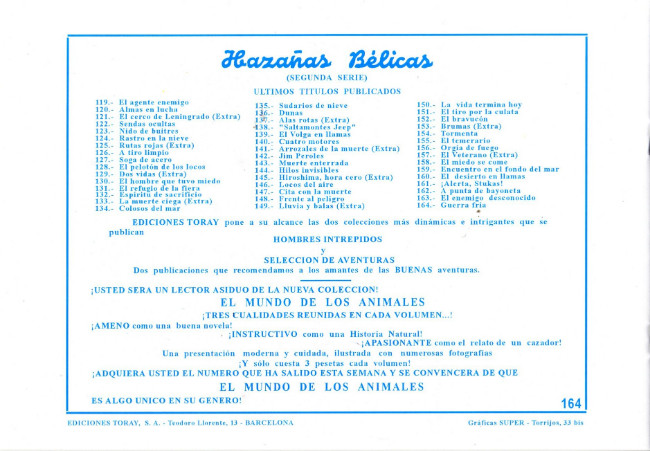 Hazañas Bélicas
(SEGUNDA SERIE)
ULTIMOS TITULOS PUBLICADOS
119.- El agente enemigo
120.- Almas en lucha
121.- El cerco de Leningrado (Extra)
122.- Sendas ocultas
123.- Nido de buitres
124.- Rastro en la nieve
125.- Rutas rojas (Extra)
126.- A tiro limpio
127.- Soga de acero
128.- El pelotón de los locos
129.- Dos vidas (Extra)
130.- El hombre que tuvo miedo
131.- El refugio de la fiera
132.- Espíritu de sacrificio
133.- La muerte ciega (Extra)
134.- Colosos del mar
135.- Sudarios de nieve
136.- Dunas
137.- Alas rotas (Extra)
138.- "Saltamontes Jeep"
139.- El Volga en llamas
140.- Cuatro motores
141.- Arrozales de la muerte (Extra)
142.- Jim Peroles
143.- Muerte enterrada
144.- Hilos invisibles
145.- Hiroshima, hora cero (Extra)
146.- Locos del aire
147.- Cita con la muerte
148.- Frente al peligro
149.- Lluvia y balas (Extra)
150.- La vida termina hoy
151.- El tiro por la culata
152.- El bravucón
153.- Brumas (Extra)
154.- Tormenta
155.- El temerario
156.- Orgía de fuego
157.- El Veterano (Extra)
158.- El miedo se come
159.- Encuentro en el fondo del mar
160.- El desierto en llamas
161.- ¡Alerta, Stukas!
162.- A punta de bayoneta
163.- El enemigo desconocido
164.- Guerra fría
EDICIONES TORAY pone a su alcance las dos colecciones más dinámicas e intrigantes que se
publican
HOMBRES INTREPIDOS
y
SELECCION DE AVENTURAS
Dos publicaciones que recomendamos a los amantes de las BUENAS aventuras.
¡USTED SERA UN LECTOR ASIDUO DE LA NUEVA COLECCION!
EL MUNDO DE LOS ANIMALES
¡TRES CUALIDADES REUNIDAS EN CADA VOLUMEN...!
¡AMENO como una buena novela!
¡INSTRUCTIVO como una Historia Natural!
¡APASIONANTE como el relato de un cazador!
Una presentación moderna y cuidada, ilustrada con numerosas fotografías
¡Y sólo cuesta 3 pesetas cada volumen!
¡ADQUIERA USTED EL NUMERO QUE HA SALIDO ESTA SEMANA Y SE CONVENCERA DE QUE
EL MUNDO DE LOS ANIMALES
ES ALGO UNICO EN SU GENERO!
164
EDICIONES TORAY, S. A. - Teodoro Llorente, 13 - BARCELONA
Gráficas SUPER - Torrijos, 33 bis